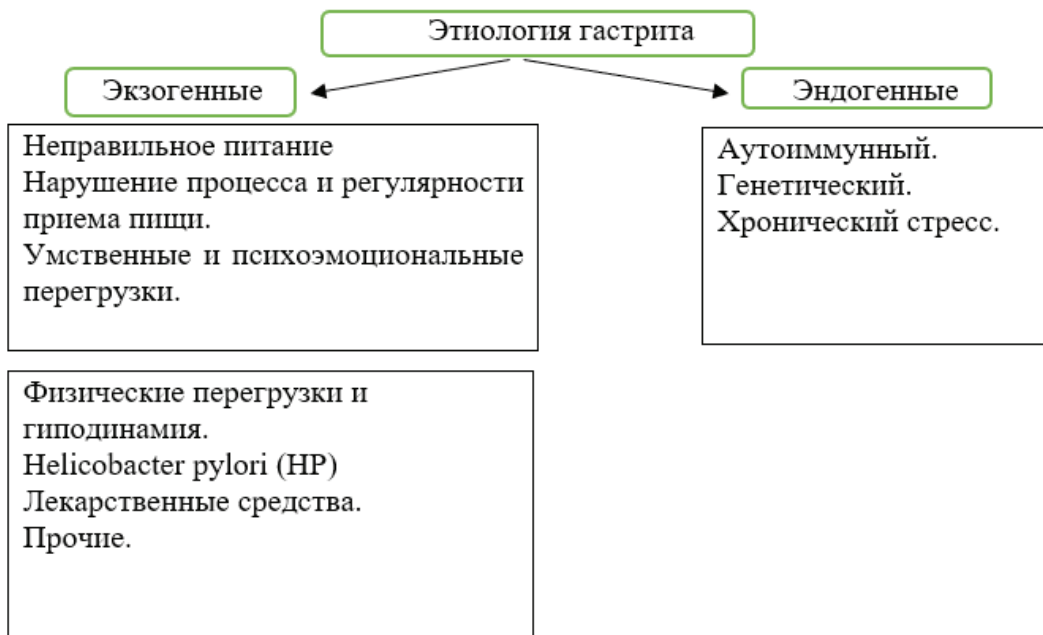 Этиология гастрита
Экзогенные
Эндогенные
Неправильное питание
Нарушение процесса и регулярности
приема пищи.
Умственные и психоэмоциональные
перегрузки.
Аутоиммунный.
Генетический.
Хронический стресс.
Физические перегрузки и
гиподинамия.
Helicobacter pylori (HP)
Лекарственные средства.
Прочие.